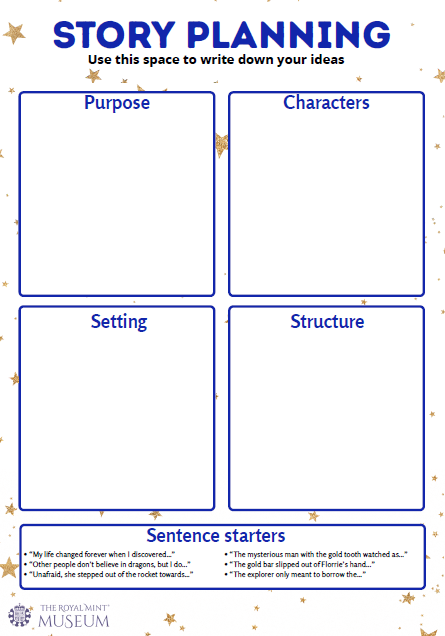 STORY PLANNING
Use this space to write down your ideas
Purpose
Characters
Setting
Structure
Sentence starters
• “My life changed forever when I discovered...”
• “Other people don’t believe in dragons, but I do...”
• “Unafraid, she stepped out of the rocket towards...”
• “The mysterious man with the gold tooth watched as...”
• “The gold bar slipped out of Florrie’s hand...”
• “The explorer only meant to borrow the...”
THE ROYAL MINT®
MUSEUM